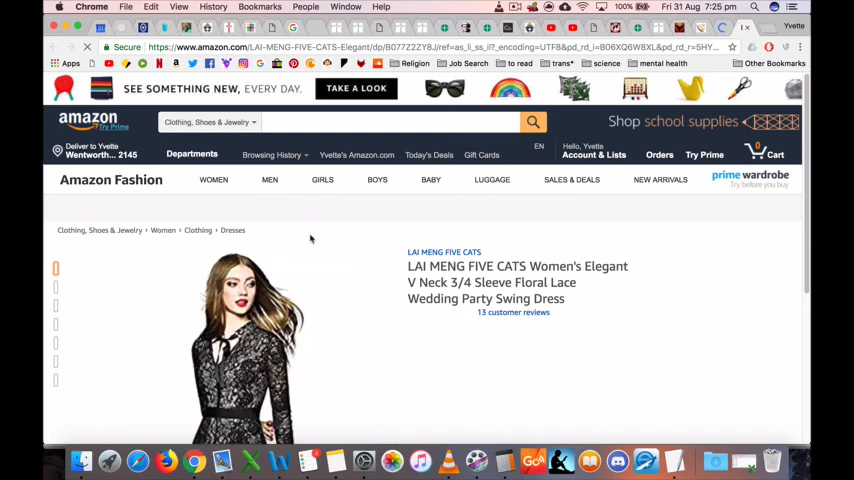 Chrome File Edit View History Bookmarks People Window Help
100% Fri 31 Aug 7:25 pm
Yvette
Secure https://www.amazon.com/LAI-MENG-FIVE-CATS-Elegant/dp/B077Z2ZY8J/ref=as_li_ss_il?_encoding=UTF8&pd_rd_i=B06XQ6W8XL&pd_rd_r=5HY...
Apps Religion Job Search to read trans* science mental health Other Bookmarks
SEE SOMETHING NEW, EVERY DAY. TAKE A LOOK
amazon
Try Prime
Clothing, Shoes & Jewelry
Shop school supplies
Deliver to Yvette
Wentworth... 2145
Departments
Browsing History Yvette's Amazon.com Today's Deals Gift Cards
EN
Hello, Yvette
Account & Lists
Orders Try Prime
0
Cart
Amazon Fashion WOMEN MEN GIRLS BOYS BABY LUGGAGE SALES & DEALS NEW ARRIVALS
prime wardrobe
Try before you buy
Clothing, Shoes & Jewelry › Women › Clothing › Dresses
LAI MENG FIVE CATS
LAI MENG FIVE CATS Women's Elegant
V Neck 3/4 Sleeve Floral Lace
Wedding Party Swing Dress
13 customer reviews
Go